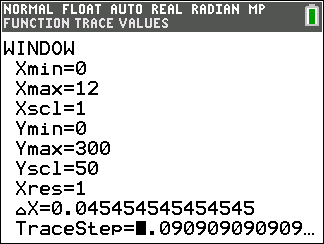 NORMAL FLOAT AUTO REAL RADIAN MP
FUNCTION TRACE VALUES
WINDOW
Xmin=0
Xmax=12
Xscl=1
Ymin=0
Ymax=300
Yscl=50
Xres=1
△X=0.045454545454545
TraceStep=.090909090909…